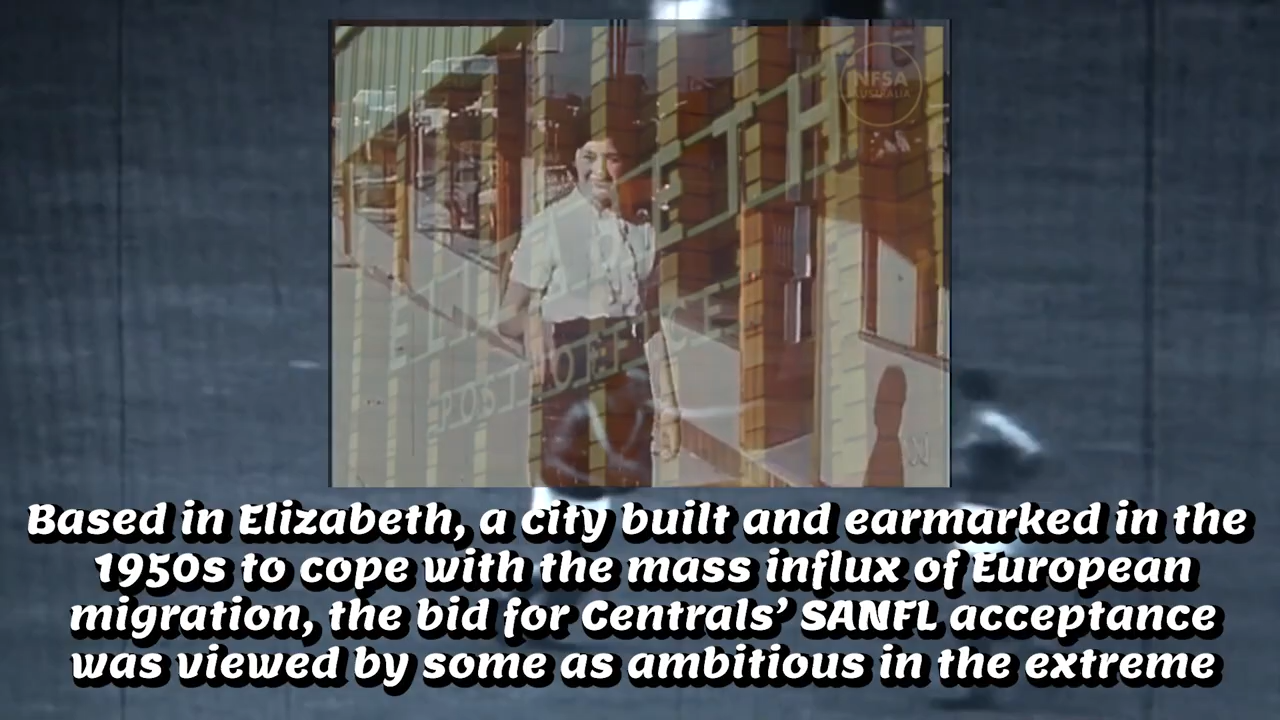 NFSA
AUSTRALIA
ELIZABETH
POST OFFICE
Based in Elizabeth, a city built and earmarked in the
1950s to cope with the mass influx of European
migration, the bid for Centrals’ SANFL acceptance
was viewed by some as ambitious in the extreme